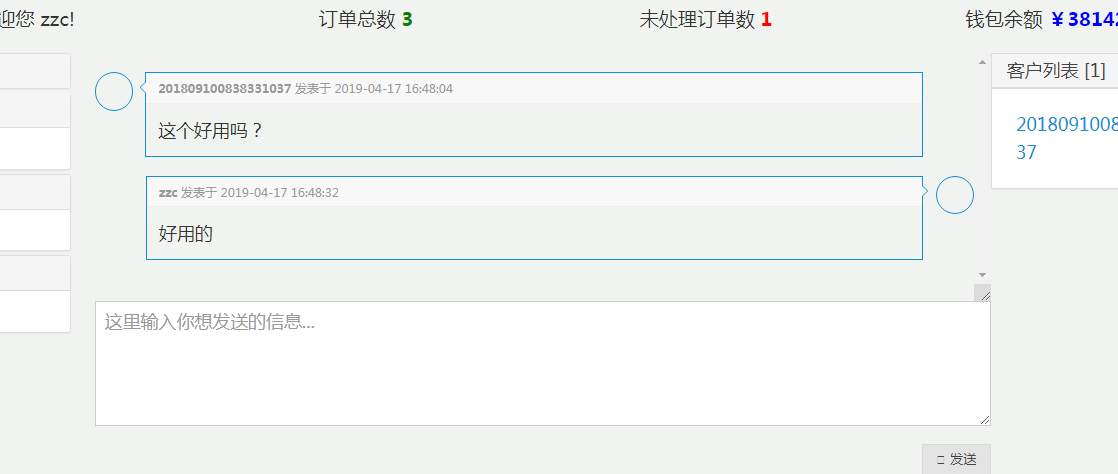 迎您 zzc!
订单总数 3
未处理订单数 1
钱包余额 ￥38142
客户列表 [1]
201809100838331037 发表于 2019-04-17 16:48:04
这个好用吗？
2018091008
37
zzc 发表于 2019-04-17 16:48:32
好用的
这里输入你想发送的信息...
发送